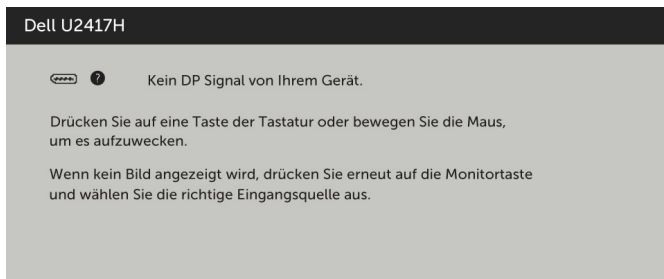 Dell U2417H
? Kein DP Signal von Ihrem Gerät.
Drücken Sie auf eine Taste der Tastatur oder bewegen Sie die Maus,
um es aufzuwecken.
Wenn kein Bild angezeigt wird, drücken Sie erneut auf die Monitortaste
und wählen Sie die richtige Eingangsquelle aus.